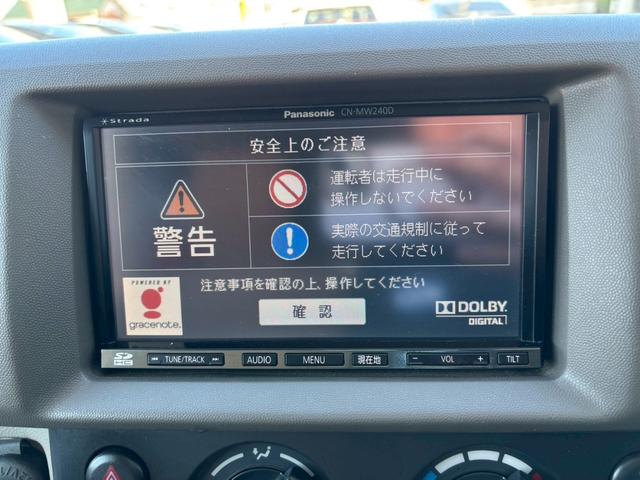 Strada
Panasonic CN-MW240D
安全上のご注意
警告
運転者は走行中に
操作しないでください
実際の交通規制に従って
走行してください
注意事項を確認の上、操作してください
確認
POWERED BY
gracenote.
DOLBY
DIGITAL
SD
HC
TUNE/TRACK
AUDIO
MENU
現在地
- VOL +
TILT